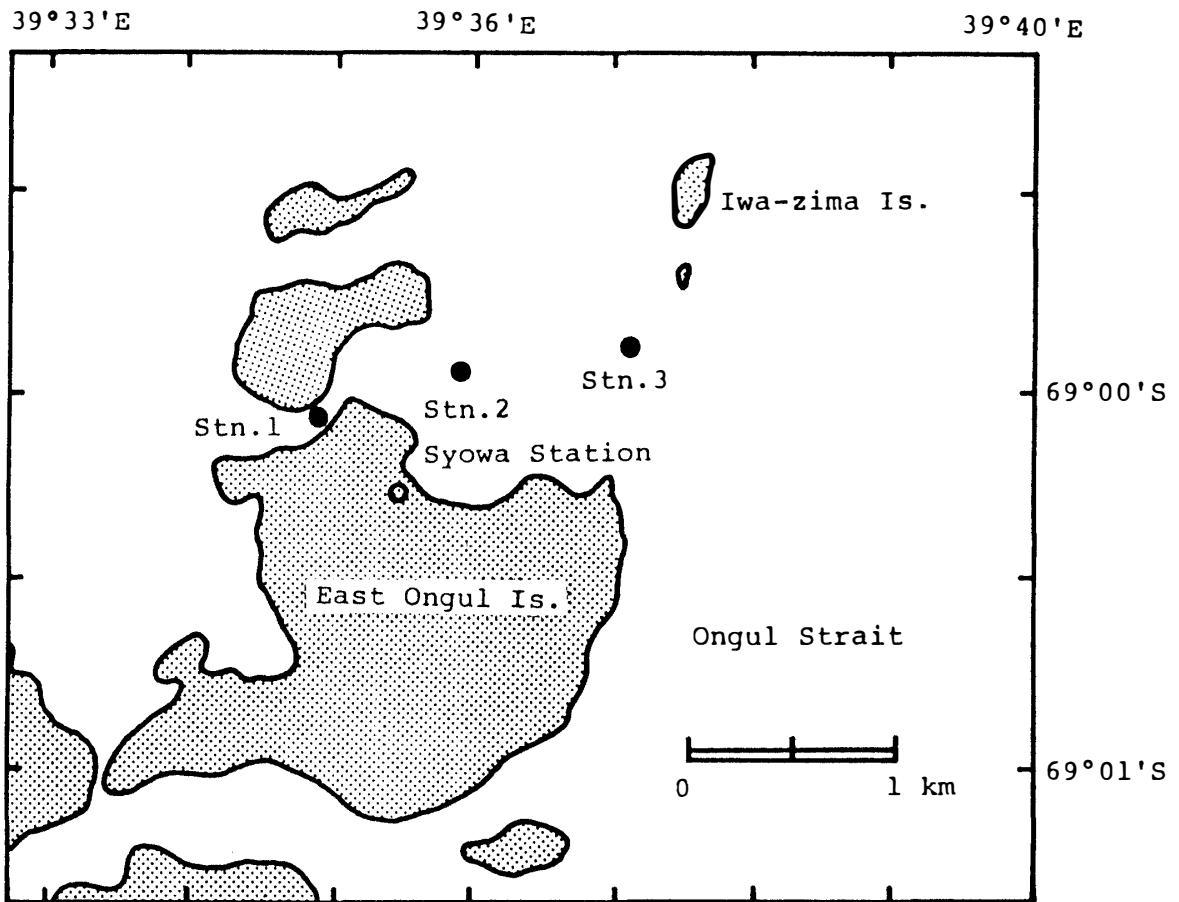 39°33'E 39°36'E 39°40'E
Iwa-zima Is.
Stn.3
69°00'S
Stn.2
Stn.1
Syowa Station
East Ongul Is.
Ongul Strait
69°01'S
0 1 km